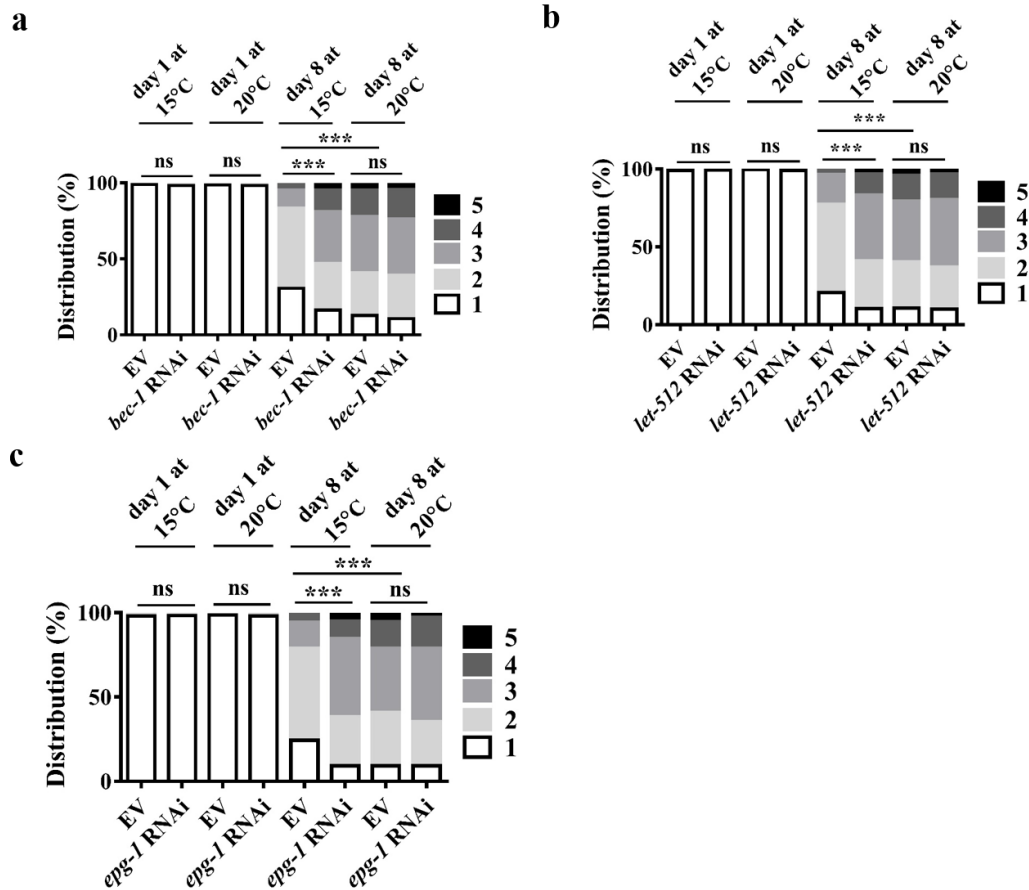 a
day 1 at
15°C
day 1 at
20°C
day 8 at
15°C
day 8 at
20°C
***
ns
ns
***
ns
Distribution (%)
100
50
0
5
4
3
2
1
EV
bec-1 RNAi
EV
bec-1 RNAi
EV
bec-1 RNAi
EV
bec-1 RNAi
b
day 1 at
15°C
day 1 at
20°C
day 8 at
15°C
day 8 at
20°C
***
ns
ns
***
ns
Distribution (%)
100
50
0
5
4
3
2
1
EV
let-512 RNAi
EV
let-512 RNAi
EV
let-512 RNAi
EV
let-512 RNAi
c
day 1 at
15°C
day 1 at
20°C
day 8 at
15°C
day 8 at
20°C
***
ns
ns
***
ns
Distribution (%)
100
50
0
5
4
3
2
1
EV
epg-1 RNAi
EV
epg-1 RNAi
EV
epg-1 RNAi
EV
epg-1 RNAi